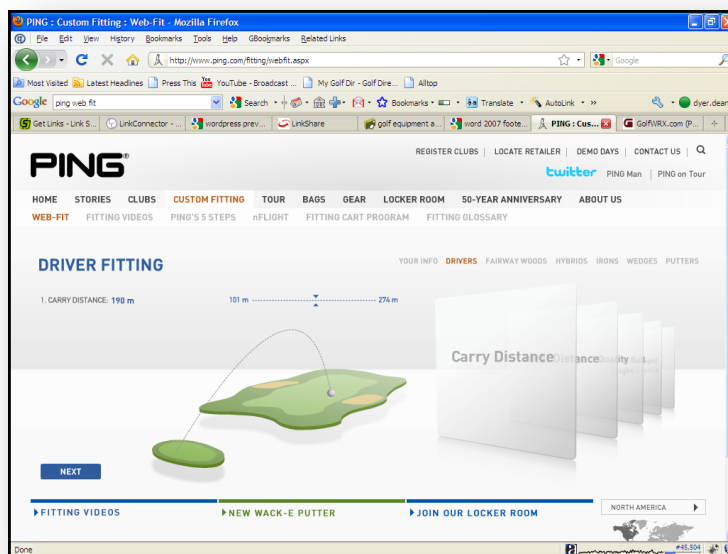 PING : Custom Fitting : Web-Fit - Mozilla Firefox
File Edit View History Bookmarks Tools Help GBookmarks Related Links
http://www.ping.com/fitting/webfit.aspx Google
Most Visited Latest Headlines Press This YouTube - Broadcast ... My Golf Dir - Golf Dire... Alltop
Google ping web fit Search Bookmarks Translate AutoLink » dyer.dean
Get Links - Link S... LinkConnector - ... wordpress prev... LinkShare golf equipment a... word 2007 foote... PING : Cus... GolfWRX.com (P...
REGISTER CLUBS | LOCATE RETAILER | DEMO DAYS | CONTACT US |
PING®
twitter PING Man | PING on Tour
HOME STORIES CLUBS CUSTOM FITTING TOUR BAGS GEAR LOCKER ROOM 50-YEAR ANNIVERSARY ABOUT US
WEB-FIT FITTING VIDEOS PING'S 5 STEPS nFLIGHT FITTING CART PROGRAM FITTING GLOSSARY
DRIVER FITTING
YOUR INFO DRIVERS FAIRWAY WOODS HYBRIDS IRONS WEDGES PUTTERS
1. CARRY DISTANCE: 190 m 101 m 274 m
Carry Distance
NEXT
FITTING VIDEOS NEW WACK-E PUTTER JOIN OUR LOCKER ROOM
NORTH AMERICA
Done #45,504